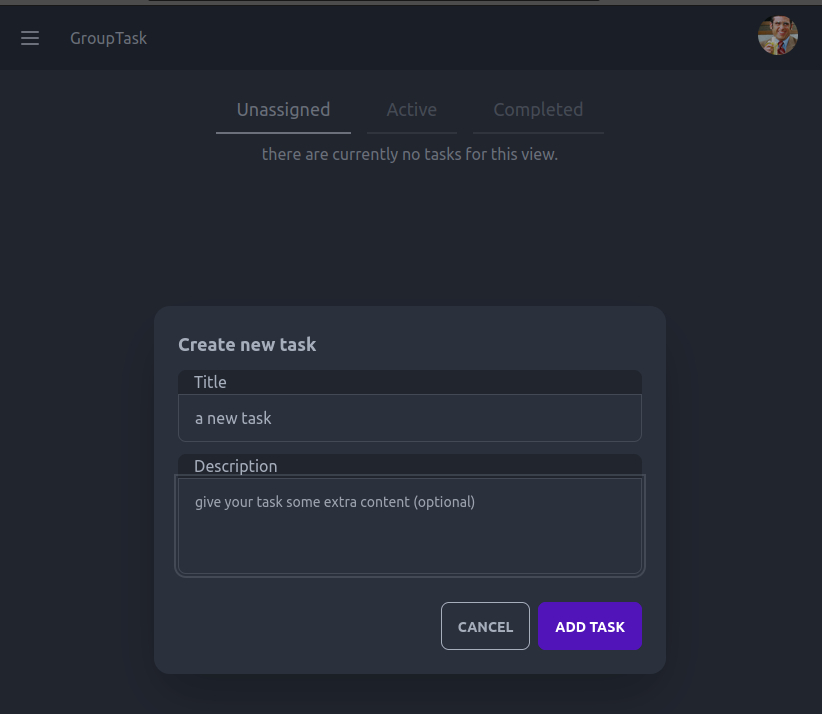 GroupTask
Unassigned Active Completed
there are currently no tasks for this view.
Create new task
Title
a new task
Description
give your task some extra content (optional)
CANCEL ADD TASK